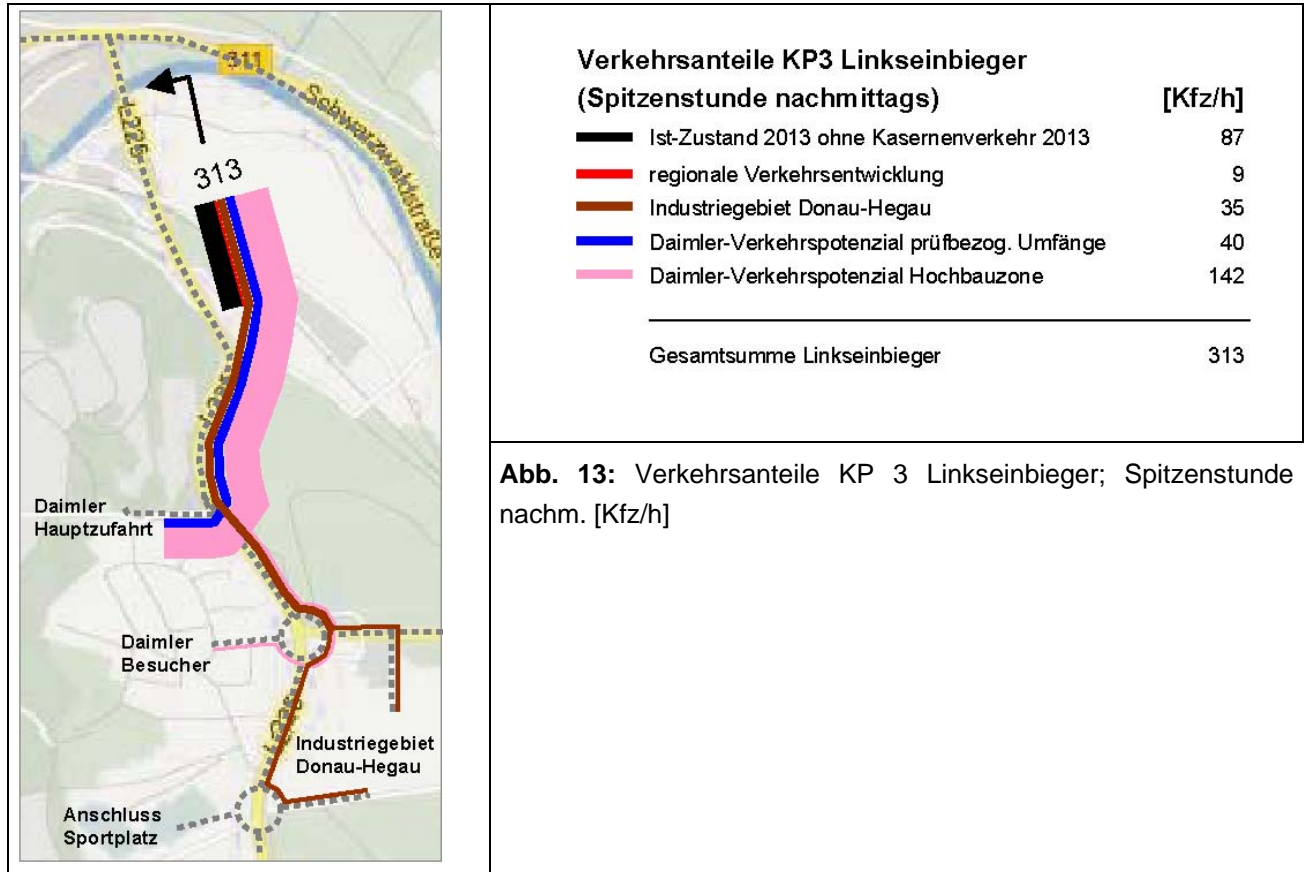 311
Schwarzwaldstraße
L 225
313
Daimler
Hauptzufahrt
Daimler
Besucher
Industriegebiet
Donau-Hegau
Anschluss
Sportplatz
Verkehrsanteile KP3 Linkseinbieger
(Spitzenstunde nachmittags) [Kfz/h]
Ist-Zustand 2013 ohne Kasernenverkehr 2013 87
regionale Verkehrsentwicklung 9
Industriegebiet Donau-Hegau 35
Daimler-Verkehrspotenzial prüfbezog. Umfänge 40
Daimler-Verkehrspotenzial Hochbauzone 142
Gesamtsumme Linkseinbieger 313
Abb. 13: Verkehrsanteile KP 3 Linkseinbieger; Spitzenstunde
nachm. [Kfz/h]